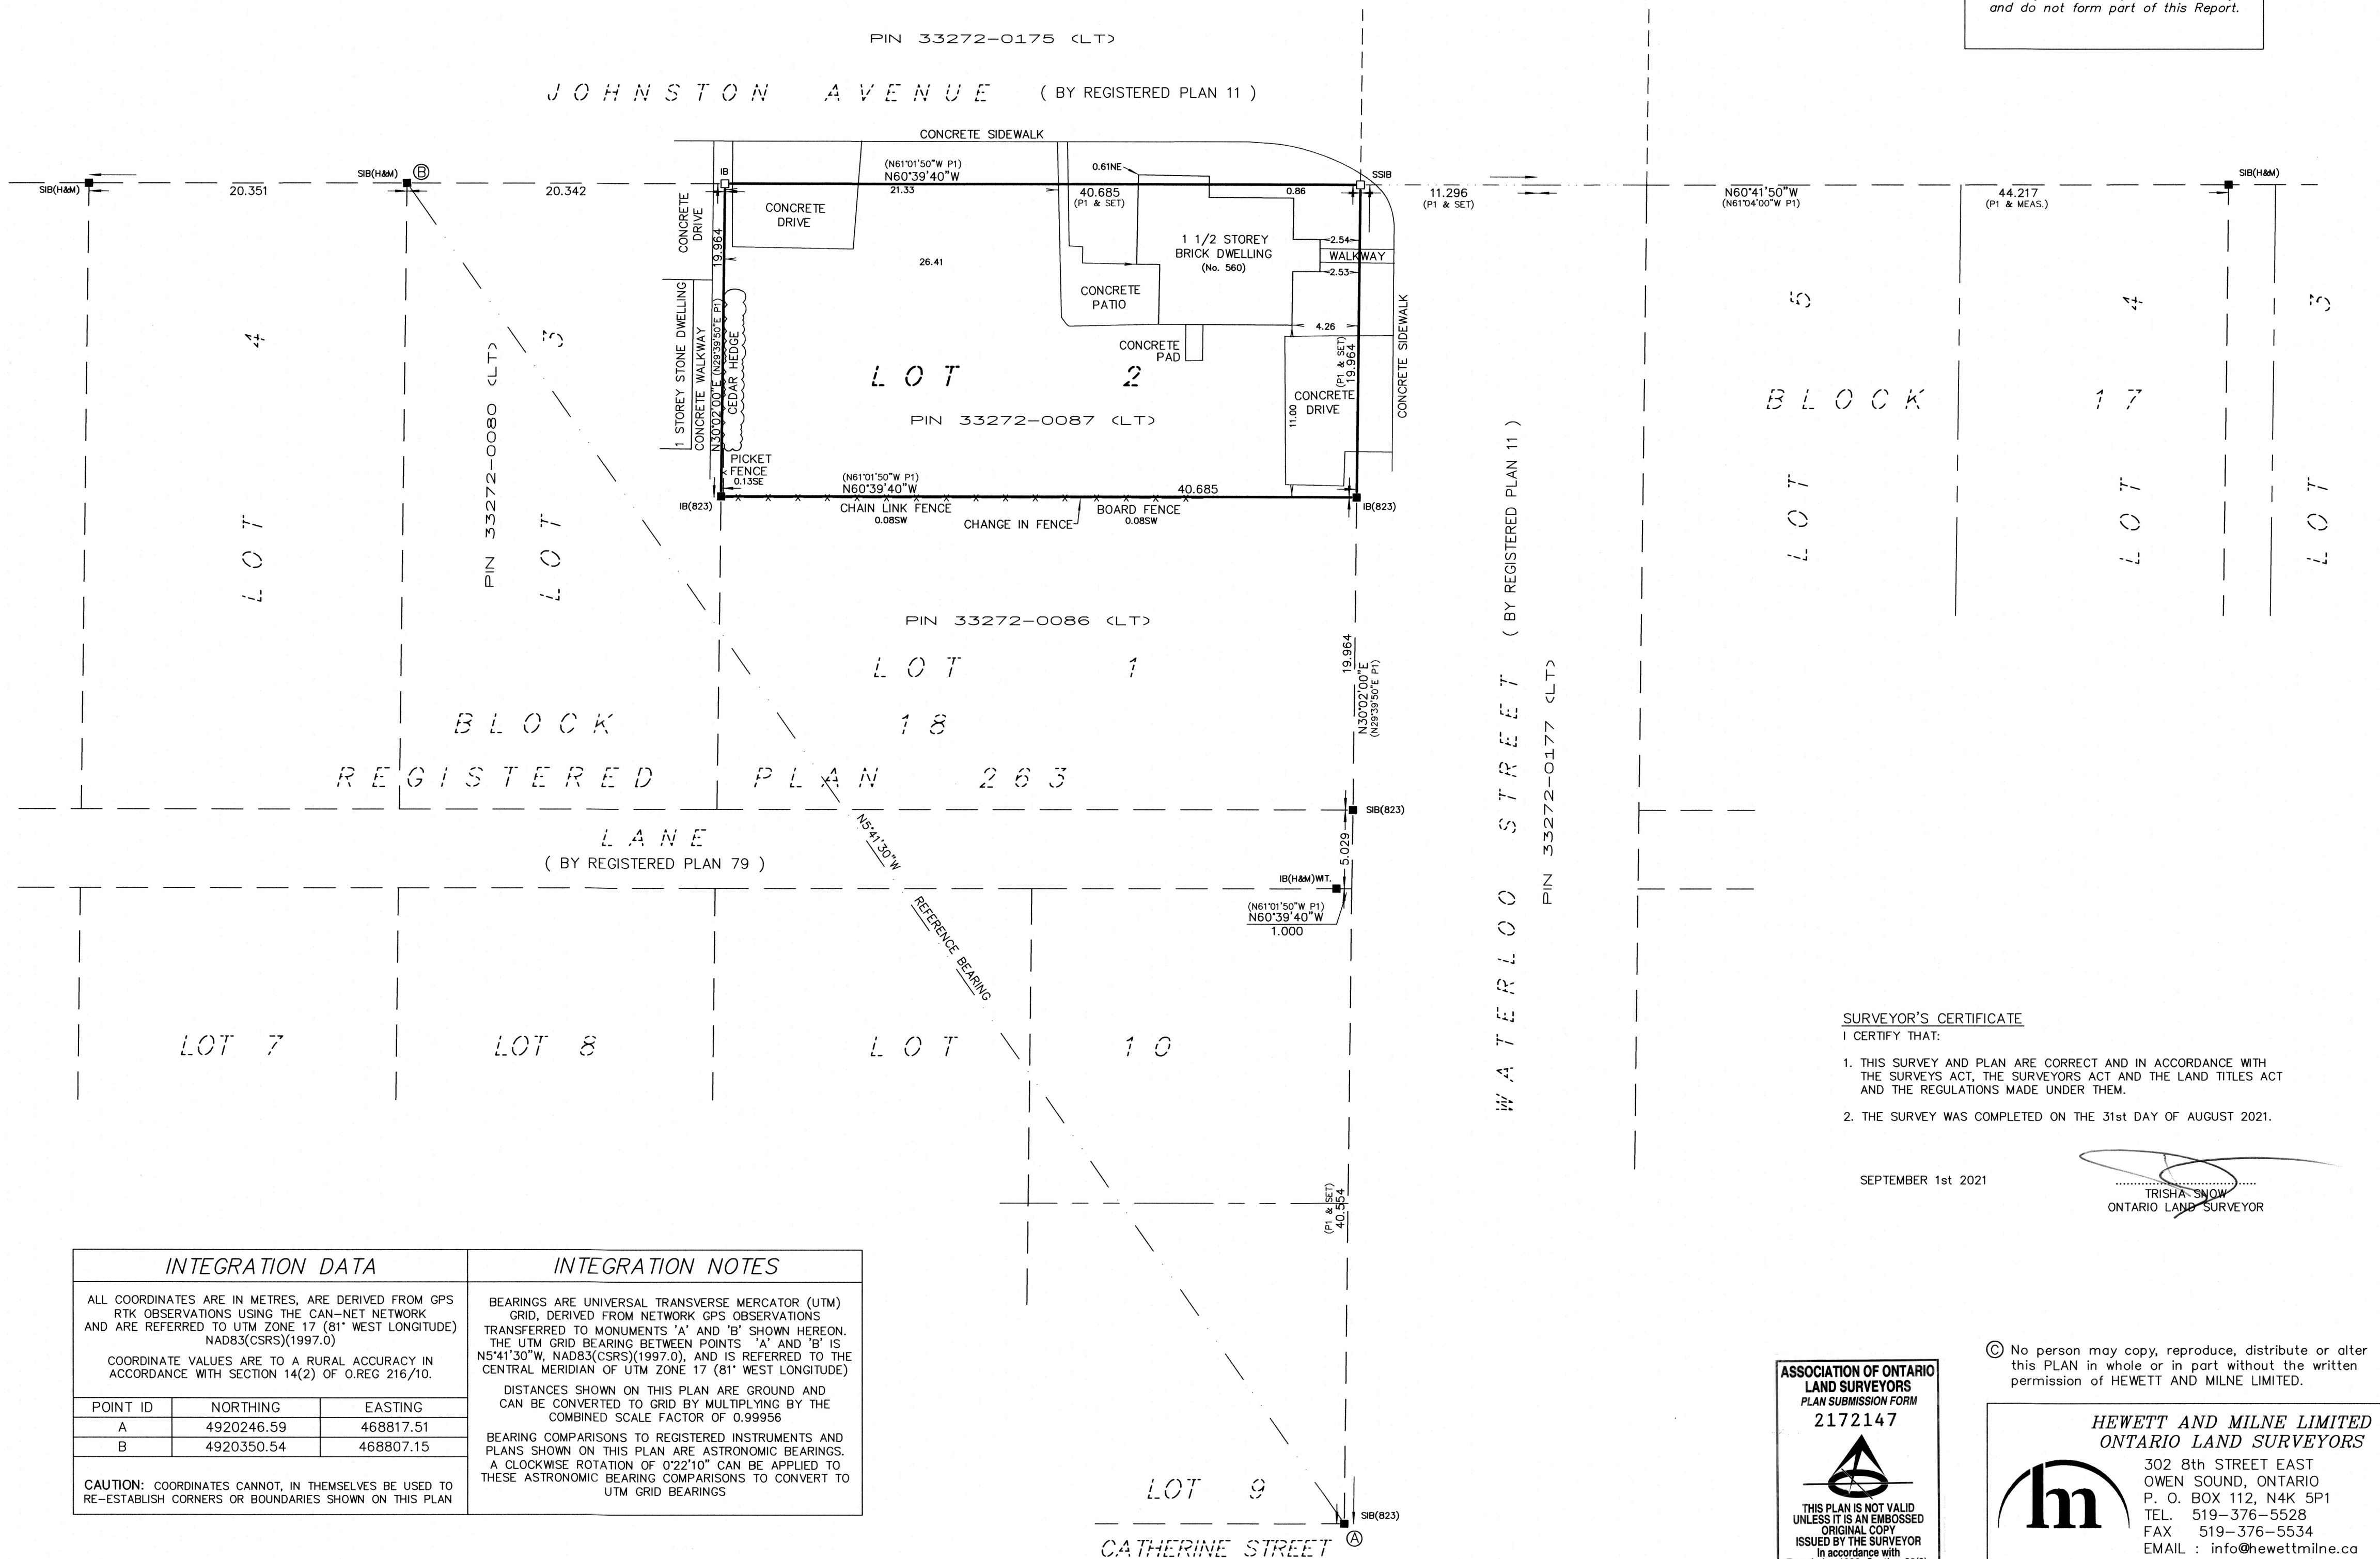 and do not form part of this Report.
PIN 33272-0175 (LT)
JOHNSTON AVENUE ( BY REGISTERED PLAN 11 )
CONCRETE SIDEWALK
SIB(H&M)
20.351
SIB(H&M)
B
20.342
IB
(N61°01'50"W P1)
N60°39'40"W
21.33
40.685
(P1 & SET)
0.61NE
0.86
SSIB
11.296
(P1 & SET)
N60°41'50"W
(N61°04'00"W P1)
44.217
(P1 & MEAS.)
SIB(H&M)
CONCRETE
DRIVE
19.964
CONCRETE
DRIVE
26.41
1 1/2 STOREY
BRICK DWELLING
(No. 560)
2.54
WALKWAY
2.53
CONCRETE
PATIO
4.26
CONCRETE
PAD
1 STOREY STONE DWELLING
CONCRETE WALKWAY
N30°02'00"E (N29°39'50"E P1)
CEDAR HEDGE
LOT 2
PIN 33272-0087 (LT)
(P1 & SET)
19.964
CONCRETE
DRIVE
11.00
CONCRETE SIDEWALK
PICKET
FENCE
0.13SE
(N61°01'50"W P1)
N60°39'40"W
40.685
IB(823)
CHAIN LINK FENCE
0.08SW
CHANGE IN FENCE
BOARD FENCE
0.08SW
IB(823)
LOT 4
PIN 33272-0080 (LT)
LOT 3
BLOCK 17
LOT 5
LOT 4
LOT 3
PIN 33272-0086 (LT)
LOT 1
19.964
N30°02'00"E
(N29°39'50"E P1)
BLOCK 18
REGISTERED PLAN 263
WATERLOO STREET ( BY REGISTERED PLAN 11 )
PIN 33272-0177 (LT)
LANE
( BY REGISTERED PLAN 79 )
SIB(823)
5.029
IB(H&M)WIT.
(N61°01'50"W P1)
N60°39'40"W
1.000
N5°41'30"W
REFERENCE BEARING
LOT 7
LOT 8
LOT 10
(P1 & SET)
40.554
LOT 9
SIB(823)
A
CATHERINE STREET
SURVEYOR'S CERTIFICATE
I CERTIFY THAT:
1. THIS SURVEY AND PLAN ARE CORRECT AND IN ACCORDANCE WITH
THE SURVEYS ACT, THE SURVEYORS ACT AND THE LAND TITLES ACT
AND THE REGULATIONS MADE UNDER THEM.
2. THE SURVEY WAS COMPLETED ON THE 31st DAY OF AUGUST 2021.
SEPTEMBER 1st 2021
TRISHA SNOW
ONTARIO LAND SURVEYOR
INTEGRATION DATA
ALL COORDINATES ARE IN METRES, ARE DERIVED FROM GPS
RTK OBSERVATIONS USING THE CAN-NET NETWORK
AND ARE REFERRED TO UTM ZONE 17 (81° WEST LONGITUDE)
NAD83(CSRS)(1997.0)
COORDINATE VALUES ARE TO A RURAL ACCURACY IN
ACCORDANCE WITH SECTION 14(2) OF O.REG 216/10.
POINT ID NORTHING EASTING
A 4920246.59 468817.51
B 4920350.54 468807.15
CAUTION: COORDINATES CANNOT, IN THEMSELVES BE USED TO
RE-ESTABLISH CORNERS OR BOUNDARIES SHOWN ON THIS PLAN
INTEGRATION NOTES
BEARINGS ARE UNIVERSAL TRANSVERSE MERCATOR (UTM)
GRID, DERIVED FROM NETWORK GPS OBSERVATIONS
TRANSFERRED TO MONUMENTS 'A' AND 'B' SHOWN HEREON.
THE UTM GRID BEARING BETWEEN POINTS 'A' AND 'B' IS
N5°41'30"W, NAD83(CSRS)(1997.0), AND IS REFERRED TO THE
CENTRAL MERIDIAN OF UTM ZONE 17 (81° WEST LONGITUDE)
DISTANCES SHOWN ON THIS PLAN ARE GROUND AND
CAN BE CONVERTED TO GRID BY MULTIPLYING BY THE
COMBINED SCALE FACTOR OF 0.99956
BEARING COMPARISONS TO REGISTERED INSTRUMENTS AND
PLANS SHOWN ON THIS PLAN ARE ASTRONOMIC BEARINGS.
A CLOCKWISE ROTATION OF 0°22'10" CAN BE APPLIED TO
THESE ASTRONOMIC BEARING COMPARISONS TO CONVERT TO
UTM GRID BEARINGS
ASSOCIATION OF ONTARIO
LAND SURVEYORS
PLAN SUBMISSION FORM
2172147
THIS PLAN IS NOT VALID
UNLESS IT IS AN EMBOSSED
ORIGINAL COPY
ISSUED BY THE SURVEYOR
In accordance with
© No person may copy, reproduce, distribute or alter
this PLAN in whole or in part without the written
permission of HEWETT AND MILNE LIMITED.
HEWETT AND MILNE LIMITED
ONTARIO LAND SURVEYORS
hm
302 8th STREET EAST
OWEN SOUND, ONTARIO
P. O. BOX 112, N4K 5P1
TEL. 519-376-5528
FAX 519-376-5534
EMAIL : info@hewettmilne.ca